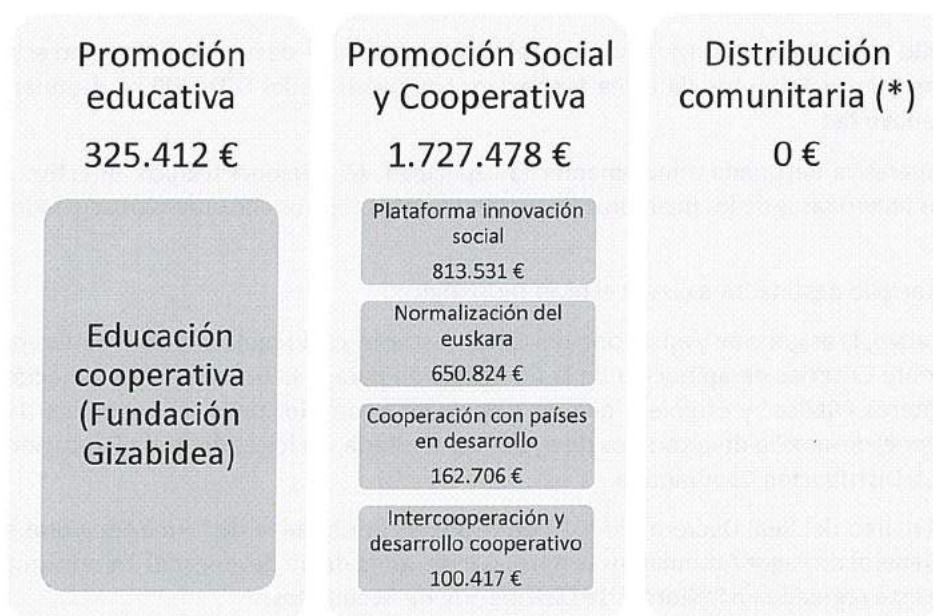 Promoción
educativa
325.412 €
Educación
cooperativa
(Fundación
Gizabidea)
Promoción Social
y Cooperativa
1.727.478 €
Plataforma innovación
social
813.531 €
Normalización del
euskara
650.824 €
Cooperación con países
en desarrollo
162.706 €
Intercooperación y
desarrollo cooperativo
100.417 €
Distribución
comunitaria (*)
0 €